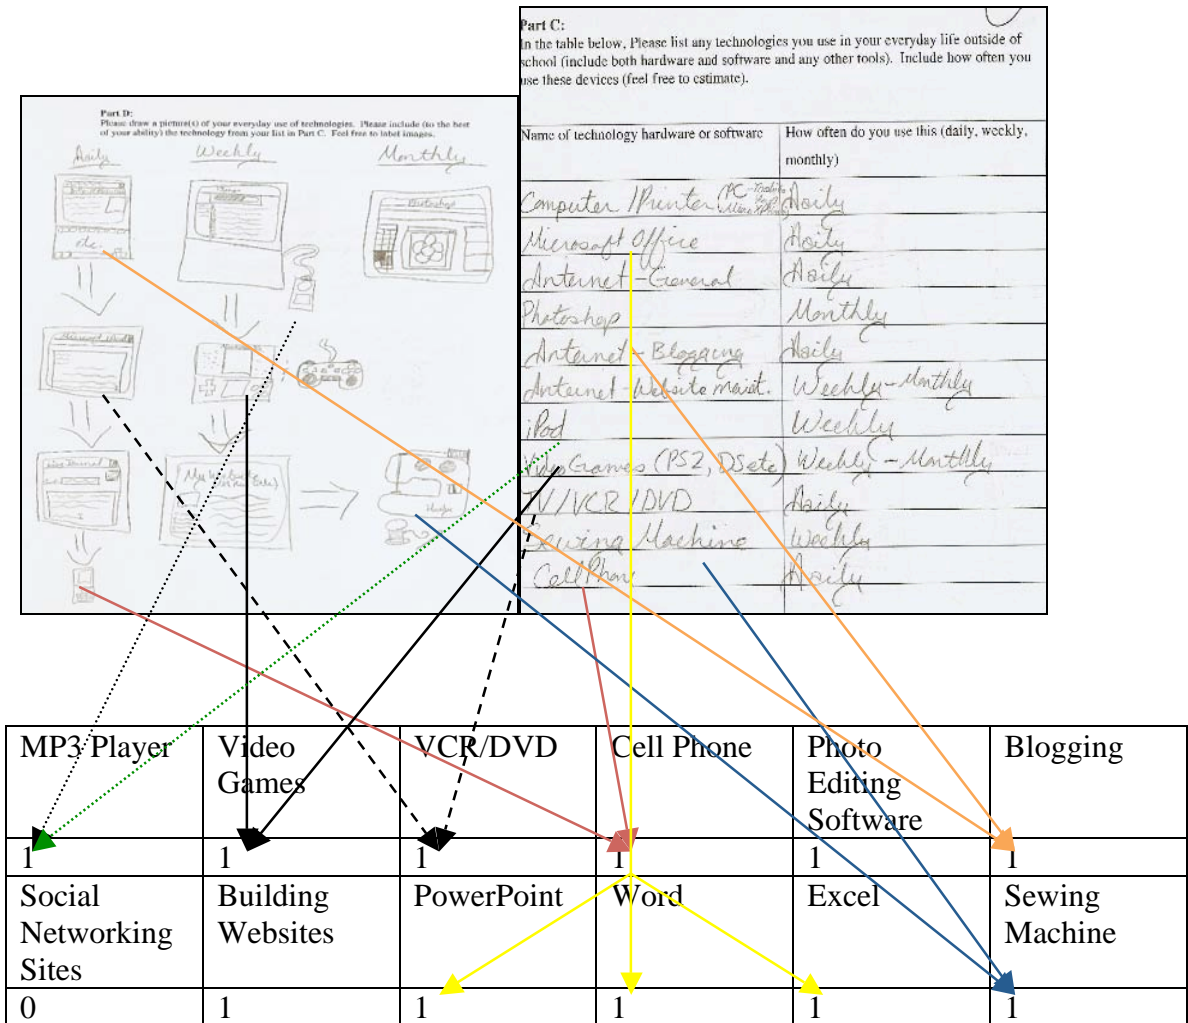 Part C:
In the table below, Please list any technologies you use in your everyday life outside of
school (include both hardware and software and any other tools).  Include how often you
use these devices (feel free to estimate).
Name of technology hardware or software
How often do you use this (daily, weekly,
monthly)
Computer / Printer Daily
Microsoft Office Daily
Internet - General Daily
Photoshop Monthly
Internet - Blogging Daily
Internet - Website maint. Weekly - Monthly
iPod Weekly
Video Games (PS2, DS etc) Weekly - Monthly
TV/VCR/DVD Daily
Sewing Machine Weekly
Cell Phone Daily
Part D:
Please draw a picture(s) of your everyday use of technologies.  Please include (to the best
of your ability) the technology from your list in Part C.  Feel free to label images.
Daily
Weekly
Monthly
Photoshop
etc.
Microsoft Word
MP3 Player
Video
Games
VCR/DVD
Cell Phone
Photo
Editing
Software
Blogging
1 1 1 1 1 1
Social
Networking
Sites
Building
Websites
PowerPoint
Word
Excel
Sewing
Machine
0 1 1 1 1 1